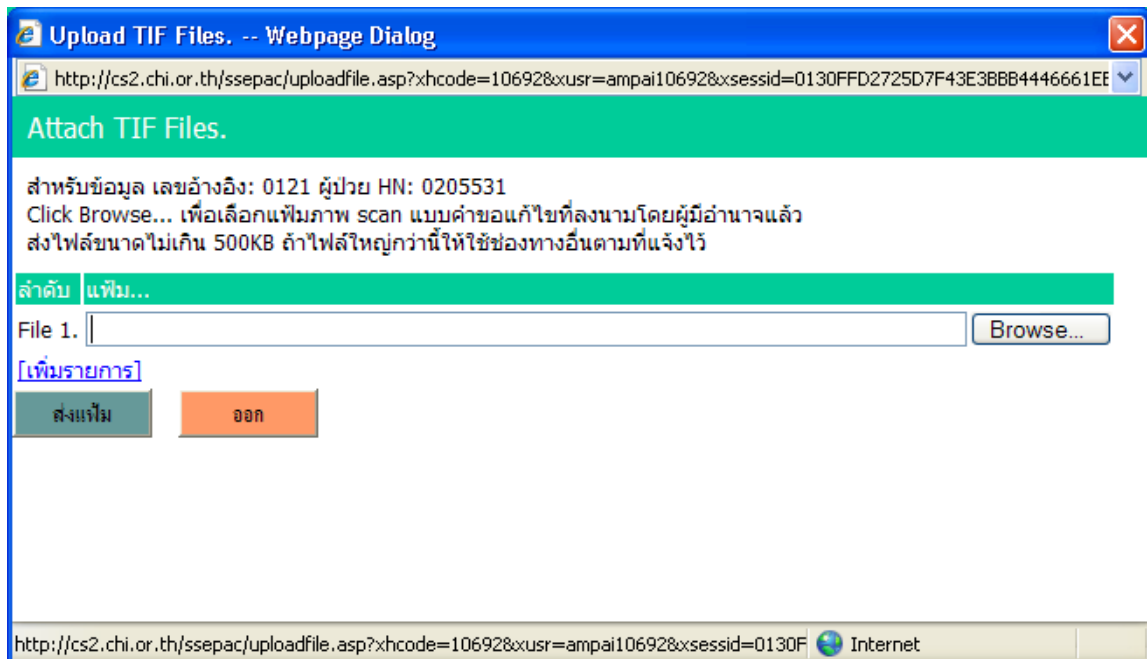 Upload TIF Files. -- Webpage Dialog
http://cs2.chi.or.th/ssepac/uploadfile.asp?xhcode=10692&xusr=ampai10692&xsessid=0130FFD2725D7F43E3BBB4446661EE
Attach TIF Files.
สำหรับข้อมูล เลขอ้างอิง: 0121 ผู้ป่วย HN: 0205531
Click Browse... เพื่อเลือกแฟ้มภาพ scan แบบคำขอแก้ไขที่ลงนามโดยผู้มีอำนาจแล้ว
ส่งไฟล์ขนาดไม่เกิน 500KB ถ้าไฟล์ใหญ่กว่านี้ให้ใช้ช่องทางอื่นตามที่แจ้งไว้
ลำดับ แฟ้ม...
File 1. Browse...
[เพิ่มรายการ]
ส่งแฟ้ม ออก
http://cs2.chi.or.th/ssepac/uploadfile.asp?xhcode=10692&xusr=ampai10692&xsessid=0130F Internet